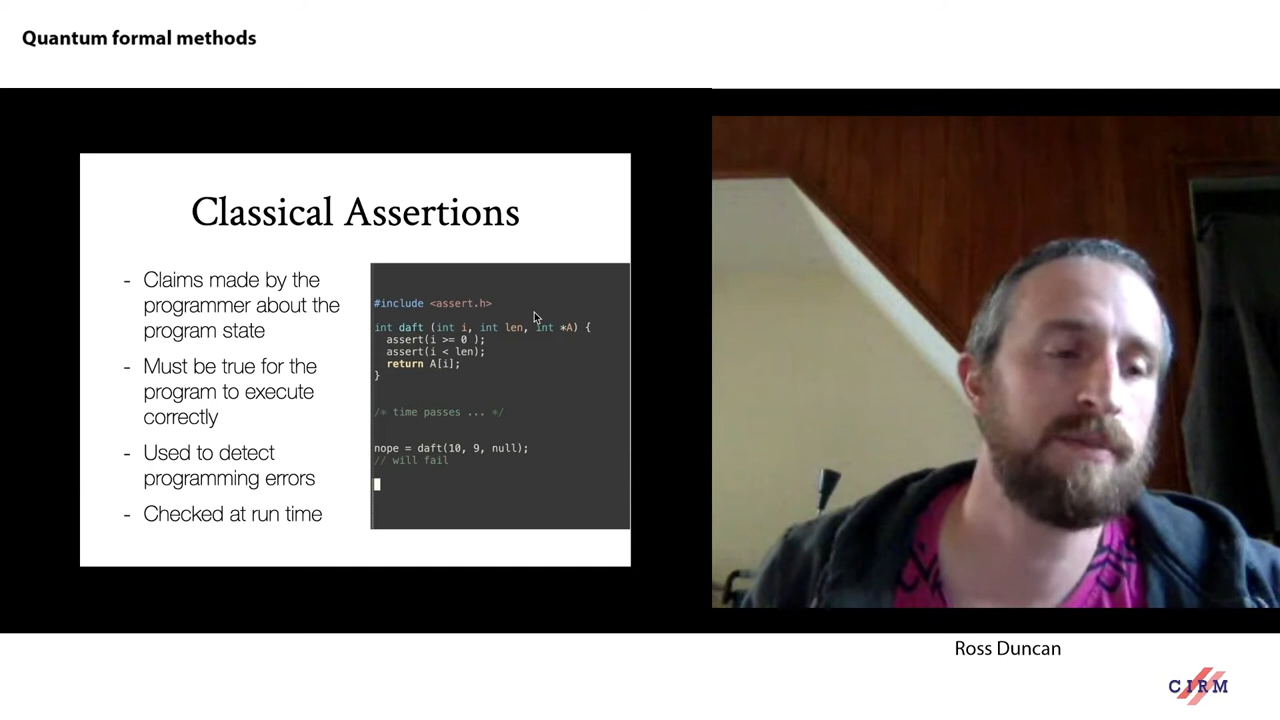 Quantum formal methods
Classical Assertions
- Claims made by the
programmer about the
program state
- Must be true for the
program to execute
correctly
- Used to detect
programming errors
- Checked at run time
#include <assert.h>
int daft (int i, int len, int *A) {
assert(i >= 0 );
assert(i < len);
return A[i];
}
/* time passes ... */
nope = daft(10, 9, null);
// will fail
Ross Duncan
CIRM